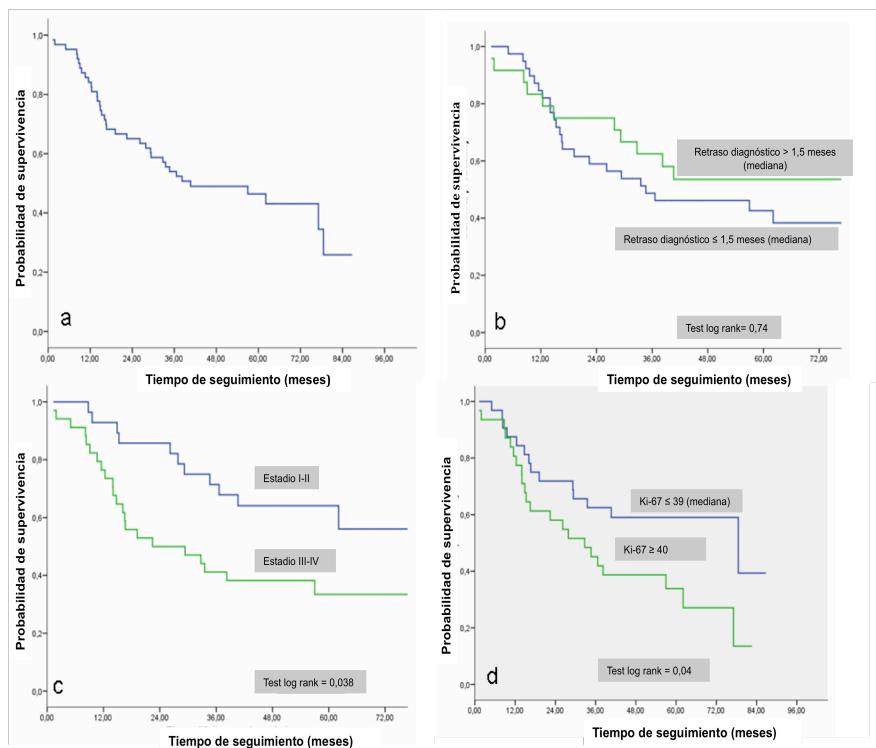 Probabilidad de supervivencia
1,0
0,8
0,6
0,4
0,2
0,0
a
0,00 12,00 24,00 36,00 48,00 60,00 72,00 84,00 96,00
Tiempo de seguimiento (meses)
Probabilidad de supervivencia
1,0
0,8
0,6
0,4
0,2
0,0
Retraso diagnóstico > 1,5 meses
(mediana)
Retraso diagnóstico ≤ 1,5 meses (mediana)
Test log rank= 0,74
b
0,00 12,00 24,00 36,00 48,00 60,00 72,00
Tiempo de seguimiento (meses)
Probabilidad de supervivencia
1,0
0,8
0,6
0,4
0,2
0,0
Estadio I-II
Estadio III-IV
Test log rank = 0,038
c
0,00 12,00 24,00 36,00 48,00 60,00 72,00
Tiempo de seguimiento (meses)
Probabilidad de supervivencia
1,0
0,8
0,6
0,4
0,2
0,0
Ki-67 ≤ 39 (mediana)
Ki-67 ≥ 40
Test log rank = 0,04
d
0,00 12,00 24,00 36,00 48,00 60,00 72,00 84,00 96,00
Tiempo de seguimiento (meses)